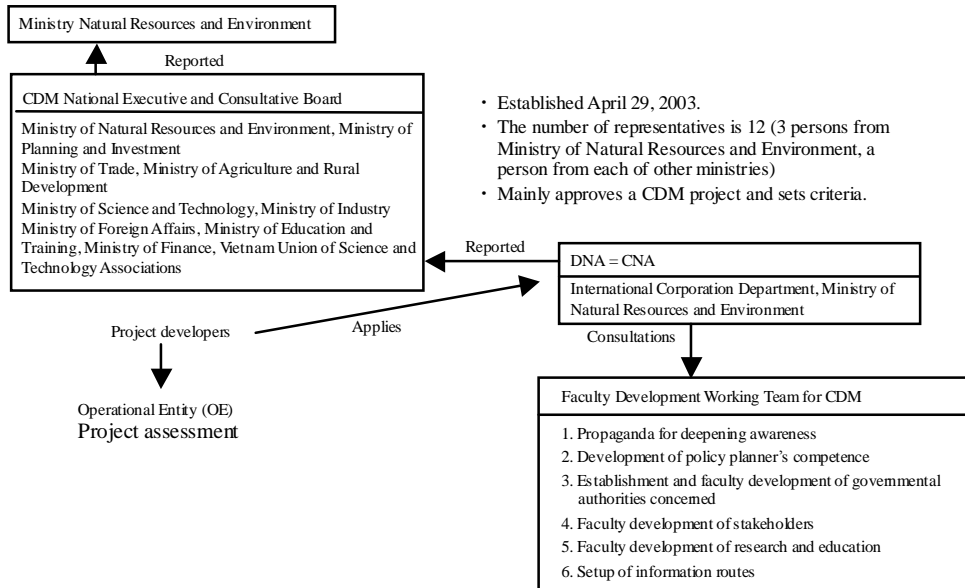 Ministry Natural Resources and Environment
Reported
CDM National Executive and Consultative Board
Ministry of Natural Resources and Environment, Ministry of
Planning and Investment
Ministry of Trade, Ministry of Agriculture and Rural
Development
Ministry of Science and Technology, Ministry of Industry
Ministry of Foreign Affairs, Ministry of Education and
Training, Ministry of Finance, Vietnam Union of Science and
Technology Associations
・ Established April 29, 2003.
・ The number of representatives is 12 (3 persons from
Ministry of Natural Resources and Environment, a
person from each of other ministries)
・ Mainly approves a CDM project and sets criteria.
Reported
DNA = CNA
International Corporation Department, Ministry of
Natural Resources and Environment
Project developers
Applies
Consultations
Operational Entity (OE)
Project assessment
Faculty Development Working Team for CDM
1. Propaganda for deepening awareness
2. Development of policy planner's competence
3. Establishment and faculty development of governmental
authorities concerned
4. Faculty development of stakeholders
5. Faculty development of research and education
6. Setup of information routes